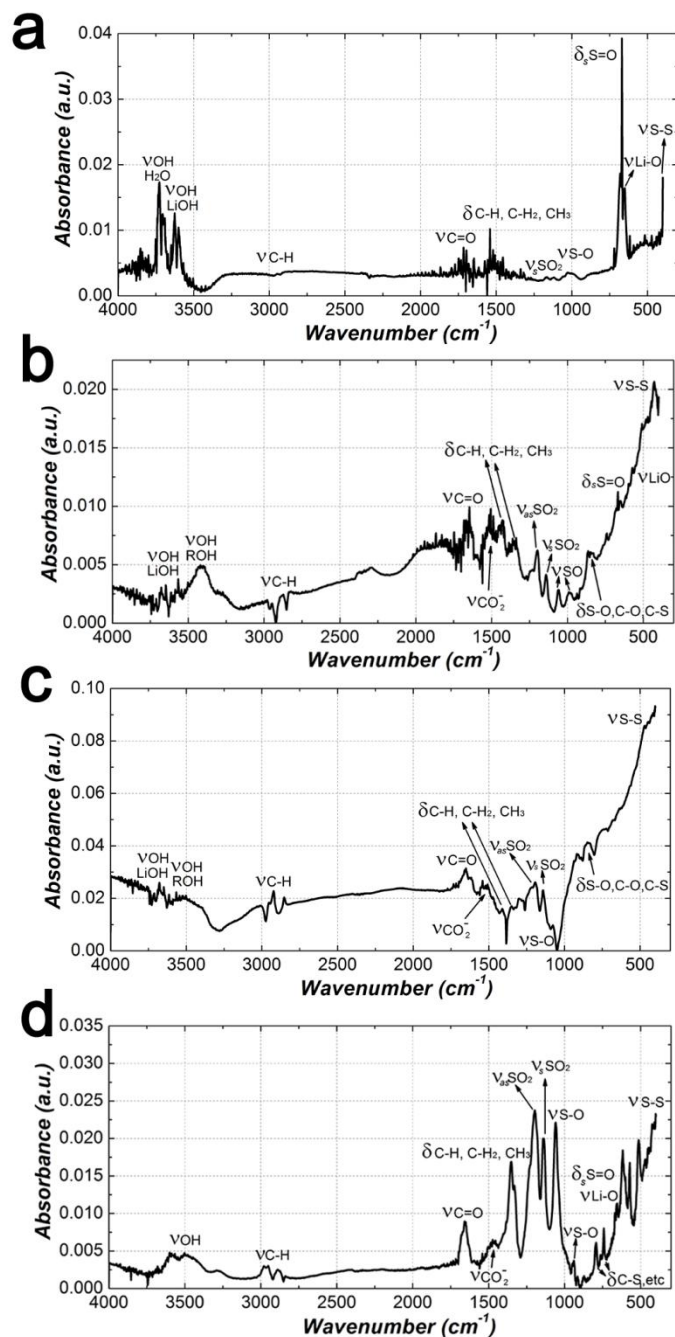 a
Absorbance (a.u.)
0.04
0.03
0.02
0.01
0.00
νOH
H₂O
νOH
LiOH
νC-H
νC=O
δ C-H, C-H₂, CH₃
νₛSO₂
νS-O
δₛS=O
νLi-O
νS-S
4000 3500 3000 2500 2000 1500 1000 500
Wavenumber (cm⁻¹)
b
Absorbance (a.u.)
0.020
0.015
0.010
0.005
0.000
νOH
LiOH
νOH
ROH
νC-H
νC=O
δ C-H, C-H₂, CH₃
νCO₂⁻
νₐₛSO₂
νₛSO₂
νSO
δₛS=O
νLiO
νS-S
δS-O,C-O,C-S
4000 3500 3000 2500 2000 1500 1000 500
Wavenumber (cm⁻¹)
c
Absorbance (a.u.)
0.10
0.08
0.06
0.04
0.02
0.00
νOH
LiOH
νOH
ROH
νC-H
νC=O
δ C-H, C-H₂, CH₃
νCO₂⁻
νₐₛSO₂
νₛSO₂
νS-O
νS-S
δS-O,C-O,C-S
4000 3500 3000 2500 2000 1500 1000 500
Wavenumber (cm⁻¹)
d
Absorbance (a.u.)
0.035
0.030
0.025
0.020
0.015
0.010
0.005
0.000
νOH
νC-H
νC=O
νCO₂⁻
δ C-H, C-H₂, CH₃
νₐₛSO₂
νₛSO₂
νS-O
νS-O
δₛS=O
νLi-O
νS-S
δC-S,etc
4000 3500 3000 2500 2000 1500 1000 500
Wavenumber (cm⁻¹)